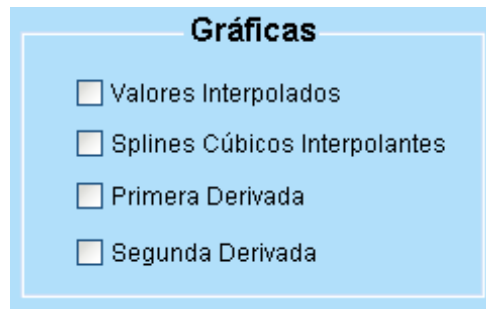 Gráficas
Valores Interpolados
Splines Cúbicos Interpolantes
Primera Derivada
Segunda Derivada